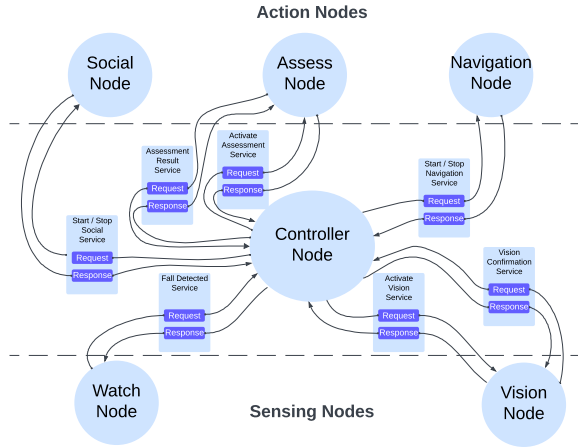 Action Nodes
Social
Node
Assess
Node
Navigation
Node
Assessment
Result
Service
Request
Response
Activate
Assessment
Service
Request
Response
Start / Stop
Navigation
Service
Request
Response
Start / Stop
Social
Service
Request
Response
Controller
Node
Fall Detected
Service
Request
Response
Activate
Vision
Service
Request
Response
Vision
Confirmation
Service
Request
Response
Watch
Node
Sensing Nodes
Vision
Node